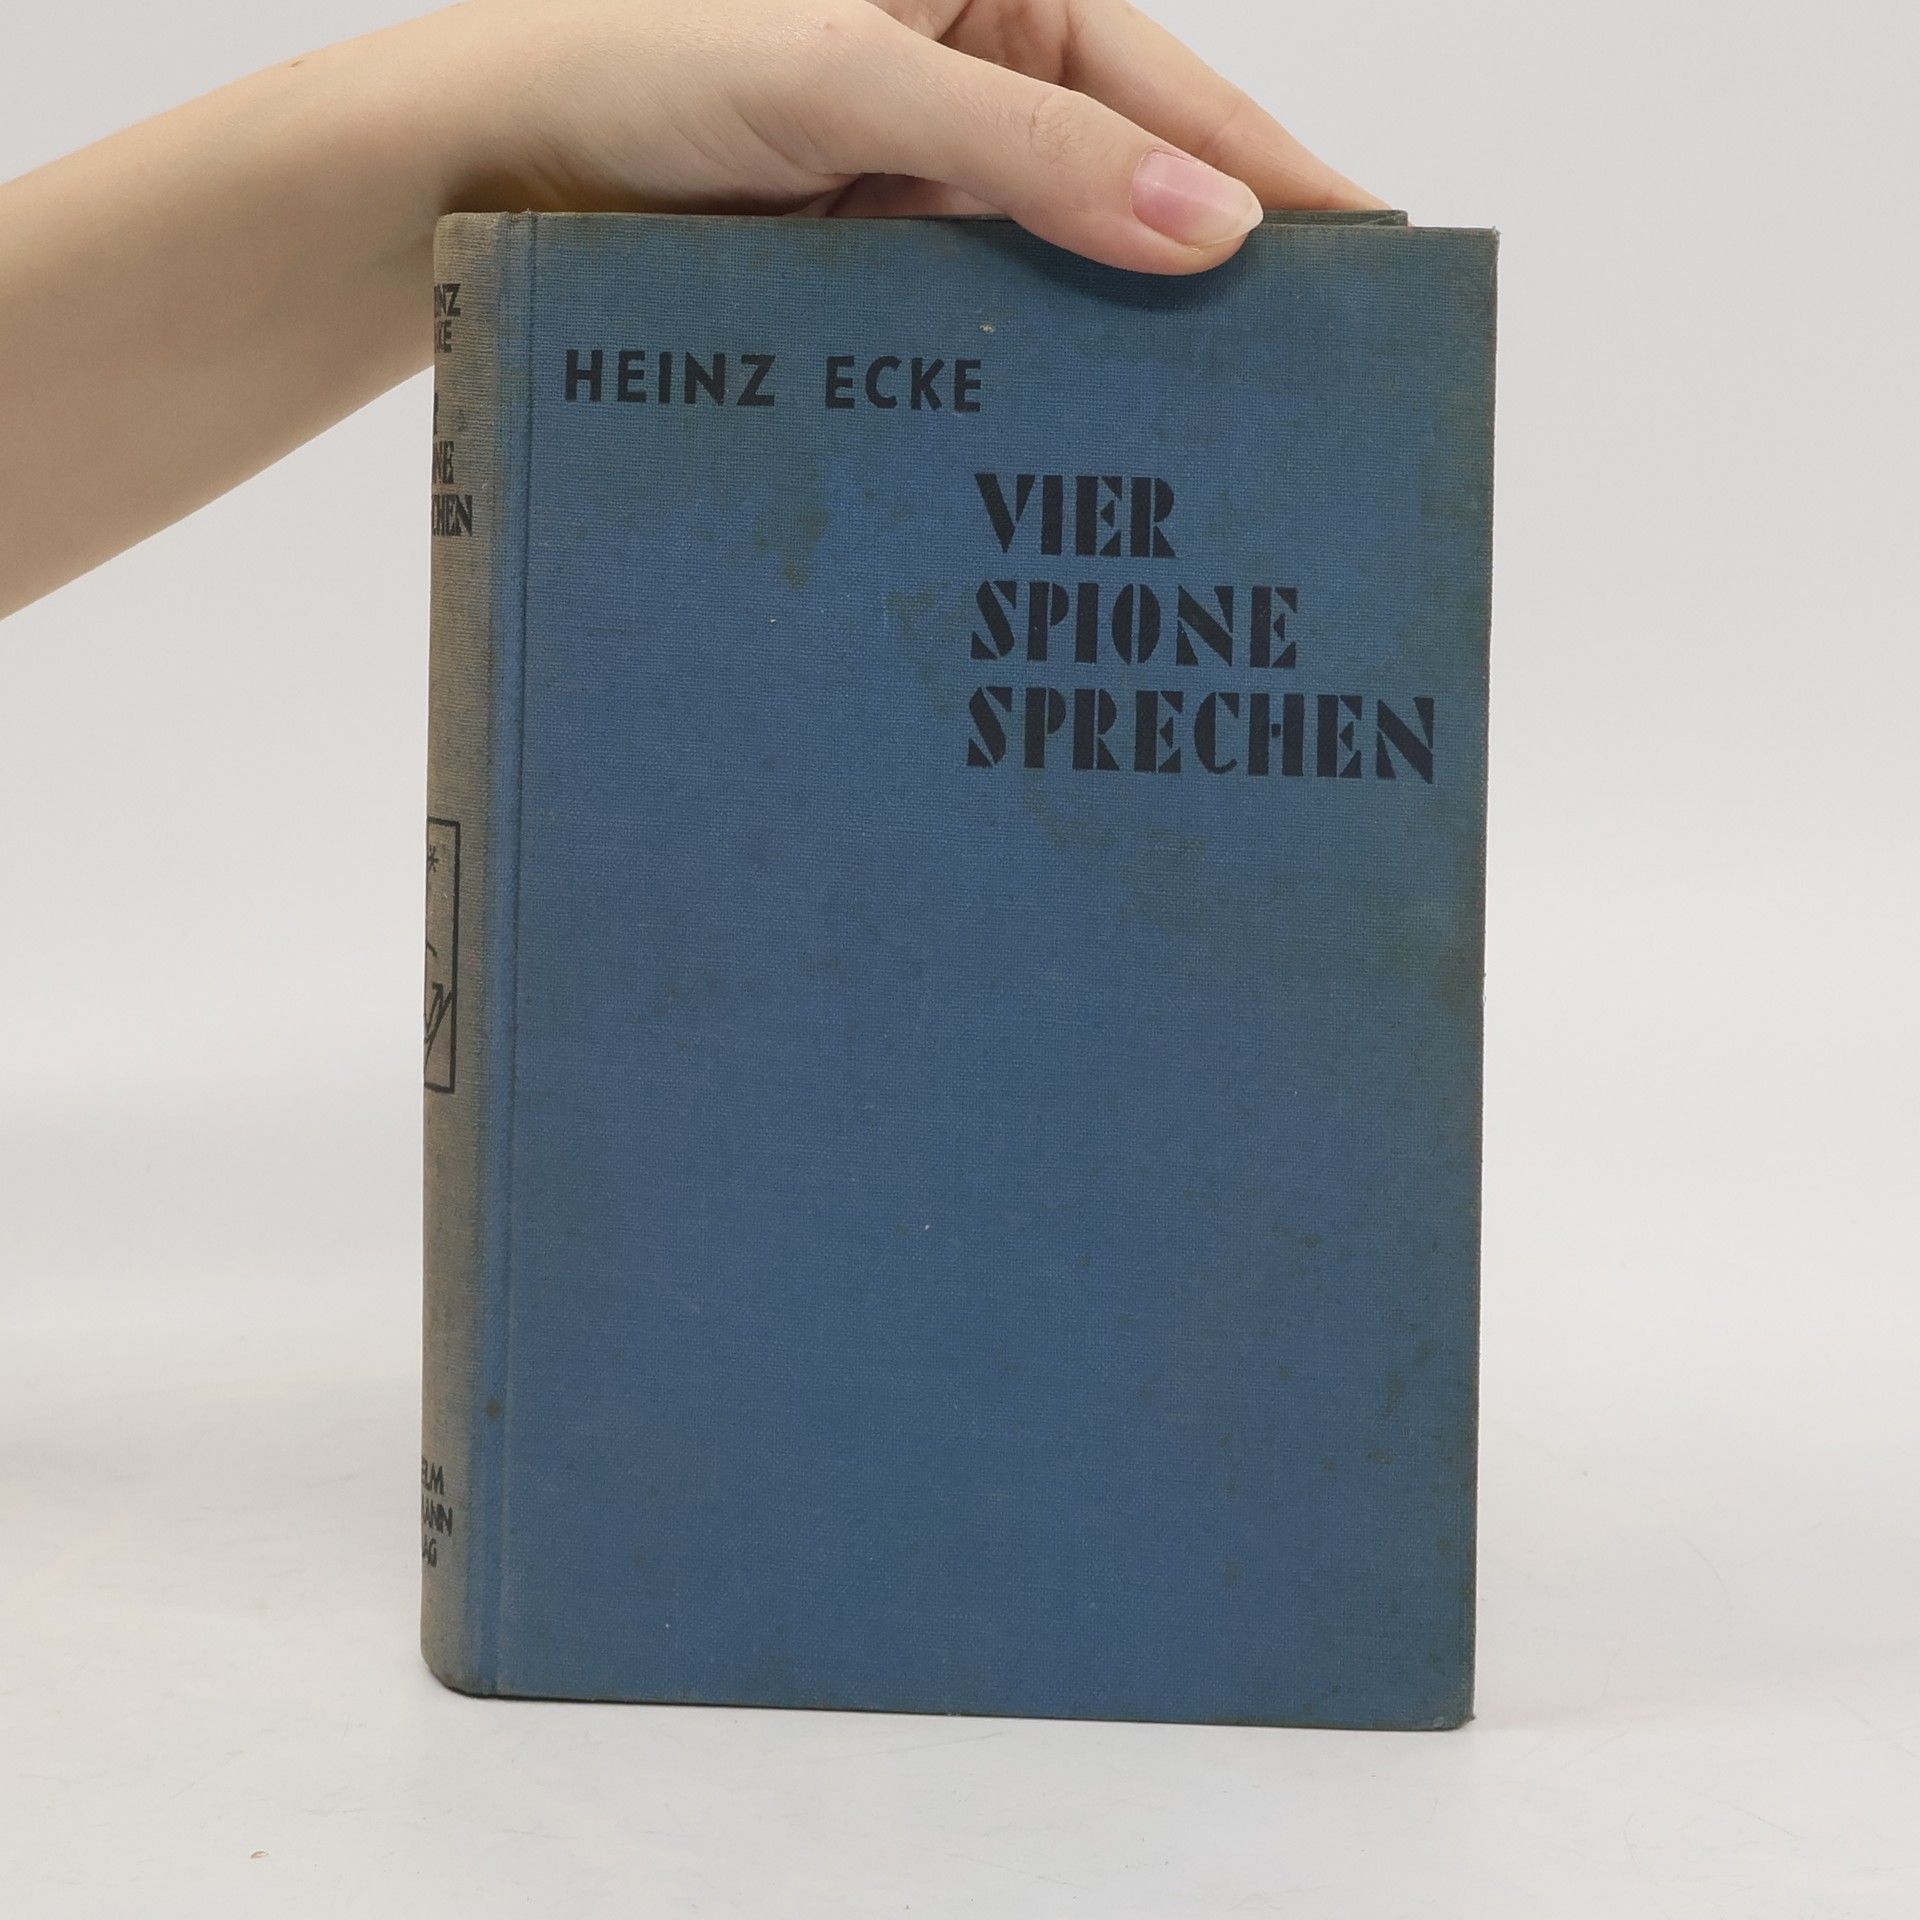 HEINZ ECKE
VIER
SPIONE
SPRECHEN